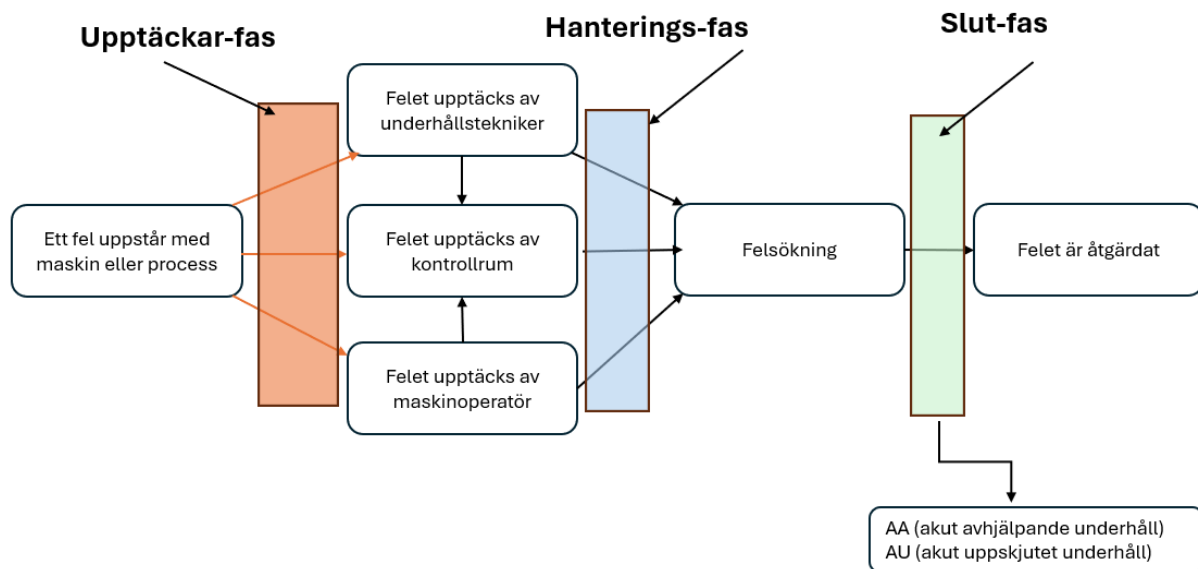 Upptäckar-fas
Hanterings-fas
Slut-fas
Felet upptäcks av
underhållstekniker
Ett fel uppstår med
maskin eller process
Felet upptäcks av
kontrollrum
Felsökning
Felet är åtgärdat
Felet upptäcks av
maskinoperatör
AA (akut avhjälpande underhåll)
AU (akut uppskjutet underhåll)